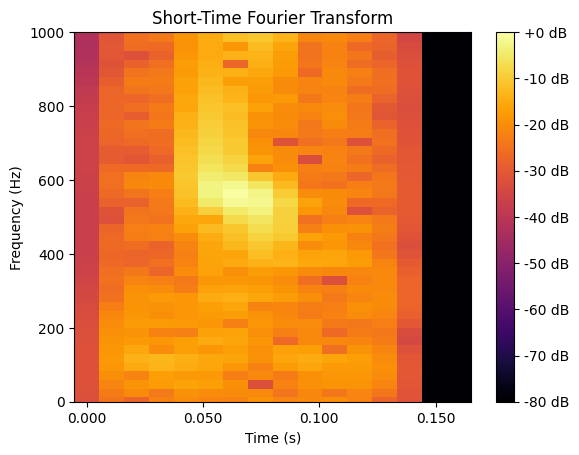 Short-Time Fourier Transform
1000
800
600
400
200
0
Frequency (Hz)
0.000
0.050
0.100
0.150
Time (s)
+0 dB
-10 dB
-20 dB
-30 dB
-40 dB
-50 dB
-60 dB
-70 dB
-80 dB